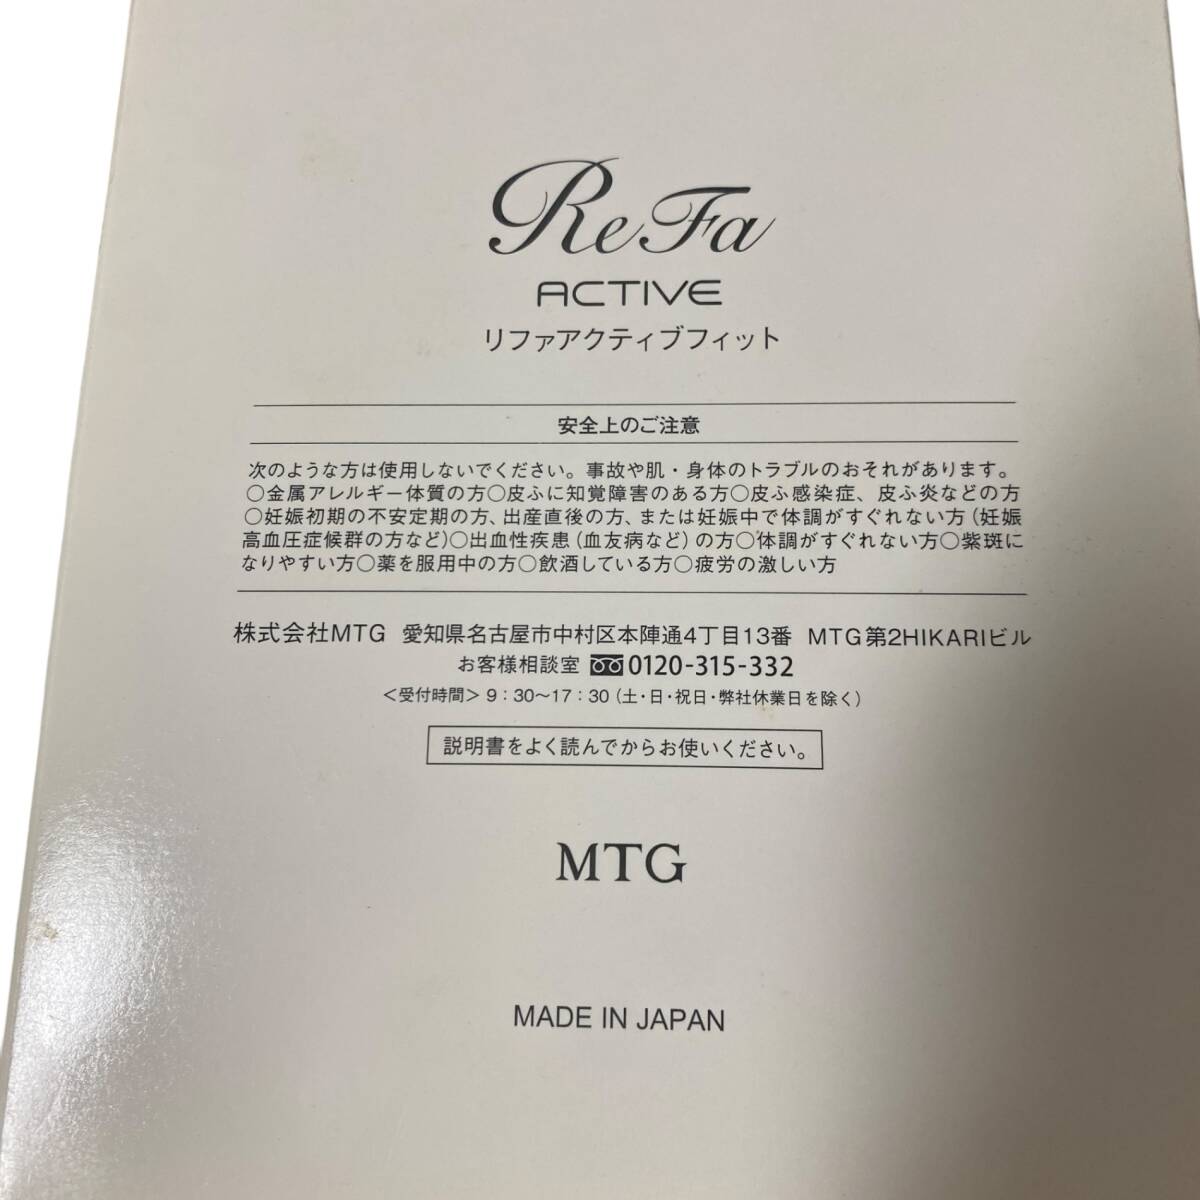 ReFa
ACTIVE
リファアクティブフィット
安全上のご注意
次のような方は使用しないでください。事故や肌・身体のトラブルのおそれがあります。
○金属アレルギー体質の方○皮ふに知覚障害のある方○皮ふ感染症、皮ふ炎などの方
○妊娠初期の不安定期の方、出産直後の方、または妊娠中で体調がすぐれない方(妊娠
高血圧症候群の方など)○出血性疾患(血友病など)の方○体調がすぐれない方○紫斑に
なりやすい方○薬を服用中の方○飲酒している方○疲労の激しい方
株式会社MTG 愛知県名古屋市中村区本陣通4丁目13番 MTG第2HIKARIビル
お客様相談室 0120-315-332
<受付時間> 9:30〜17:30 (土・日・祝日・弊社休業日を除く)
説明書をよく読んでからお使いください。
MTG
MADE IN JAPAN